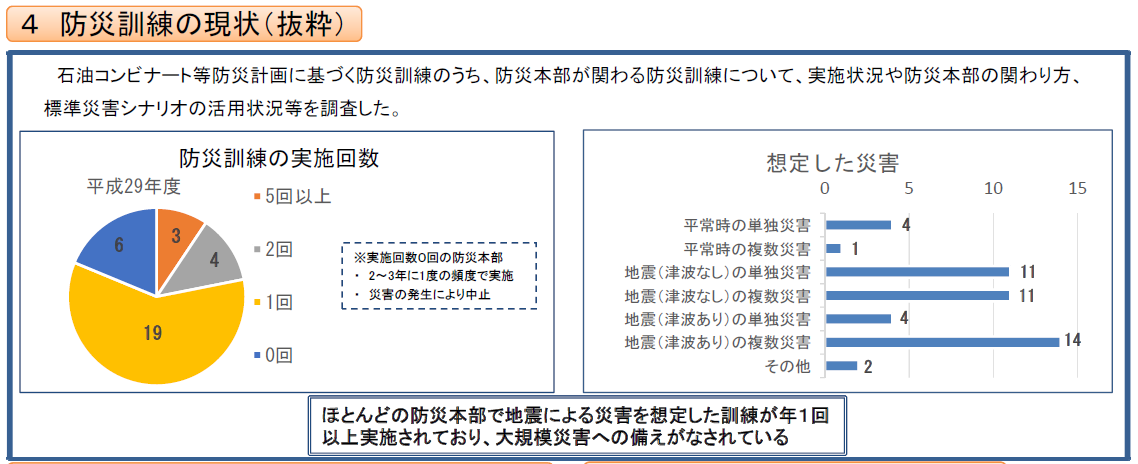 4 防災訓練の現状(抜粋)
石油コンビナート等防災計画に基づく防災訓練のうち、防災本部が関わる防災訓練について、実施状況や防災本部の関わり方、
標準災害シナリオの活用状況等を調査した。
防災訓練の実施回数
平成29年度
5回以上
2回
1回
0回
3
4
19
6
※実施回数0回の防災本部
・ 2~3年に1度の頻度で実施
・ 災害の発生により中止
想定した災害
0 5 10 15
平常時の単独災害 4
平常時の複数災害 1
地震(津波なし)の単独災害 11
地震(津波なし)の複数災害 11
地震(津波あり)の単独災害 4
地震(津波あり)の複数災害 14
その他 2
ほとんどの防災本部で地震による災害を想定した訓練が年1回
以上実施されており、大規模災害への備えがなされている